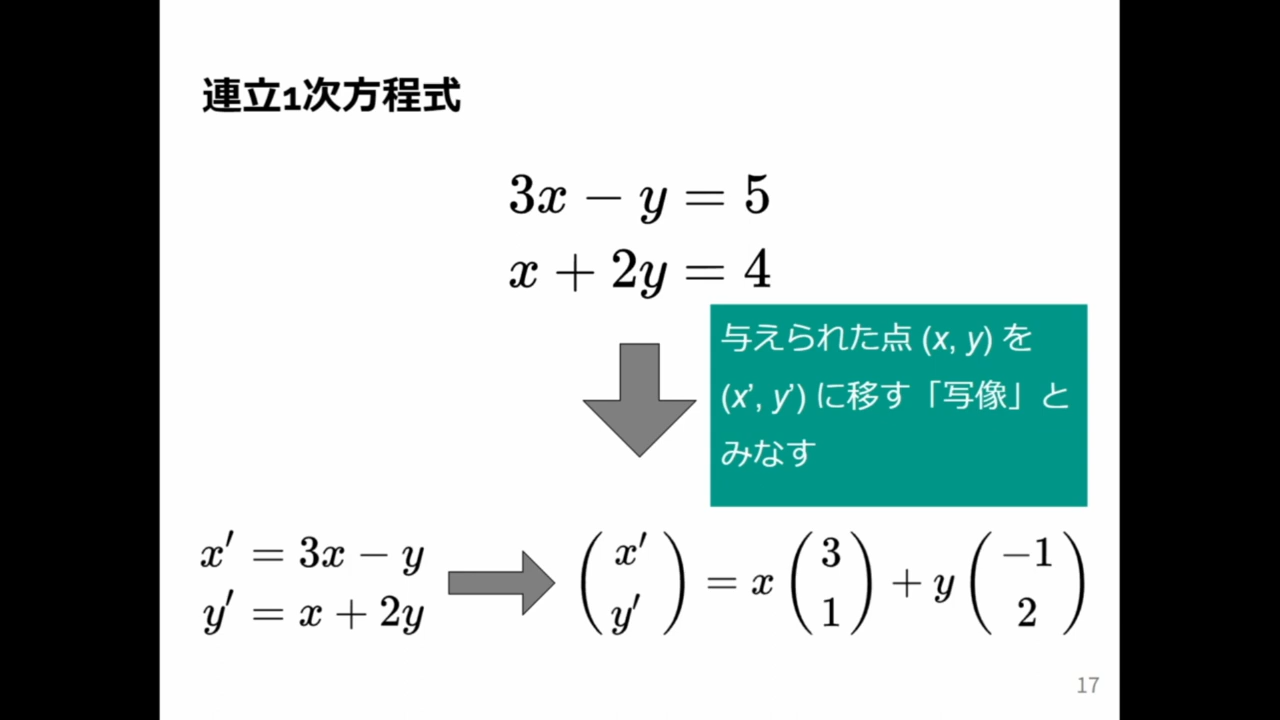 連立1次方程式
3x − y = 5
x + 2y = 4
与えられた点 (x, y) を
(x’, y’) に移す「写像」と
みなす
x′ = 3x − y
y′ = x + 2y
(x′ y′) = x (3 1) + y (−1 2)
17